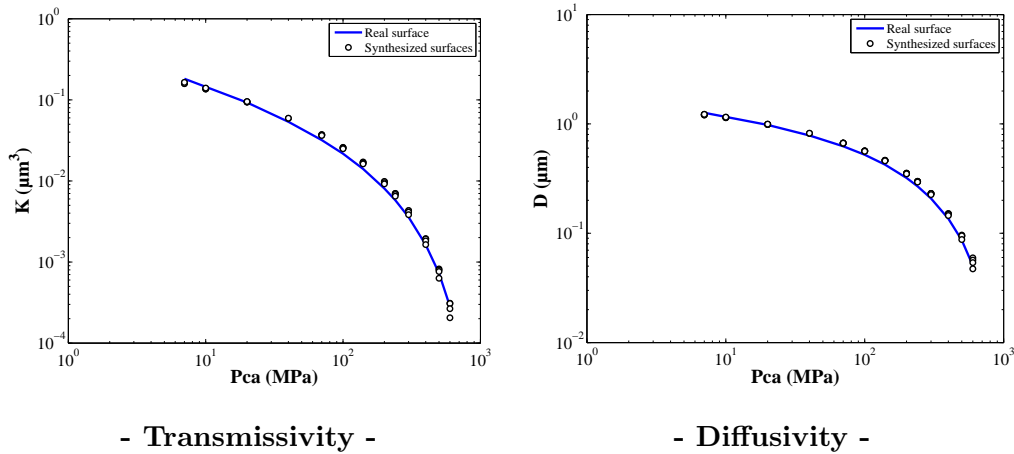 10^0
10^-1
10^-2
10^-3
10^-4
K (µm^3)
10^0 10^1 10^2 10^3
Pca (MPa)
Real surface
Synthesized surfaces
- Transmissivity -
10^1
10^0
10^-1
10^-2
D (µm)
10^0 10^1 10^2 10^3
Pca (MPa)
Real surface
Synthesized surfaces
- Diffusivity -